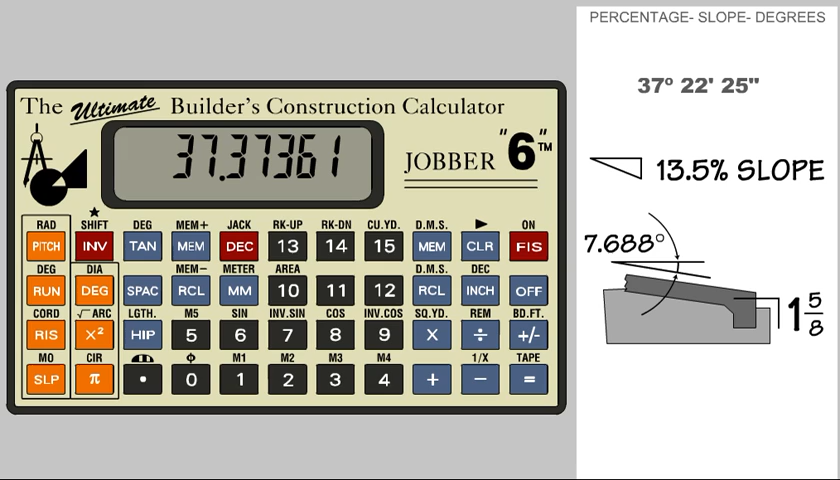 PERCENTAGE- SLOPE- DEGREES
The Ultimate Builder's Construction Calculator
37.37361
JOBBER "6"™
RAD SHIFT DEG MEM+ JACK RK-UP RK-DN CU.YD. D.M.S. ON
PITCH INV TAN MEM DEC 13 14 15 MEM CLR FIS
DEG DIA MEM- METER AREA D.M.S. DEC
RUN DEG SPAC RCL MM 10 11 12 RCL INCH OFF
CORD √ ARC LGTH. M5 SIN INV.SIN COS INV.COS SQ.YD. REM BD.FT.
RIS X² HIP 5 6 7 8 9 X ÷ +/-
MO CIR Φ M1 M2 M3 M4 1/X TAPE
SLP π • 0 1 2 3 4 + − =
37º 22' 25"
13.5% SLOPE
7.688°
1 5/8